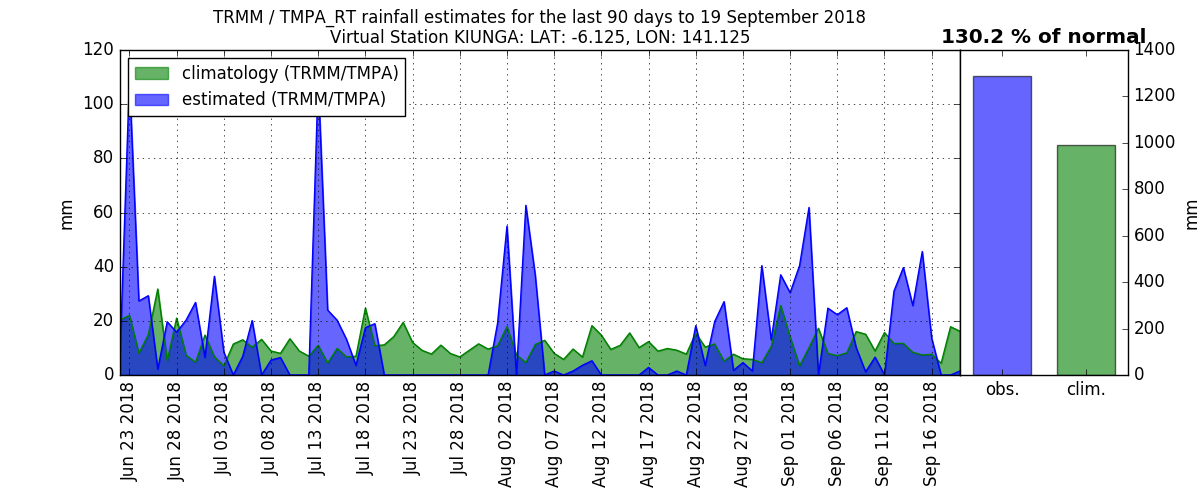 TRMM / TMPA_RT rainfall estimates for the last 90 days to 19 September 2018
Virtual Station KIUNGA: LAT: -6.125, LON: 141.125
130.2 % of normal
climatology (TRMM/TMPA)
estimated (TRMM/TMPA)
mm
120
100
80
60
40
20
0
Jun 23 2018
Jun 28 2018
Jul 03 2018
Jul 08 2018
Jul 13 2018
Jul 18 2018
Jul 23 2018
Jul 28 2018
Aug 02 2018
Aug 07 2018
Aug 12 2018
Aug 17 2018
Aug 22 2018
Aug 27 2018
Sep 01 2018
Sep 06 2018
Sep 11 2018
Sep 16 2018
obs.
clim.
1400
1200
1000
800
600
400
200
0
mm